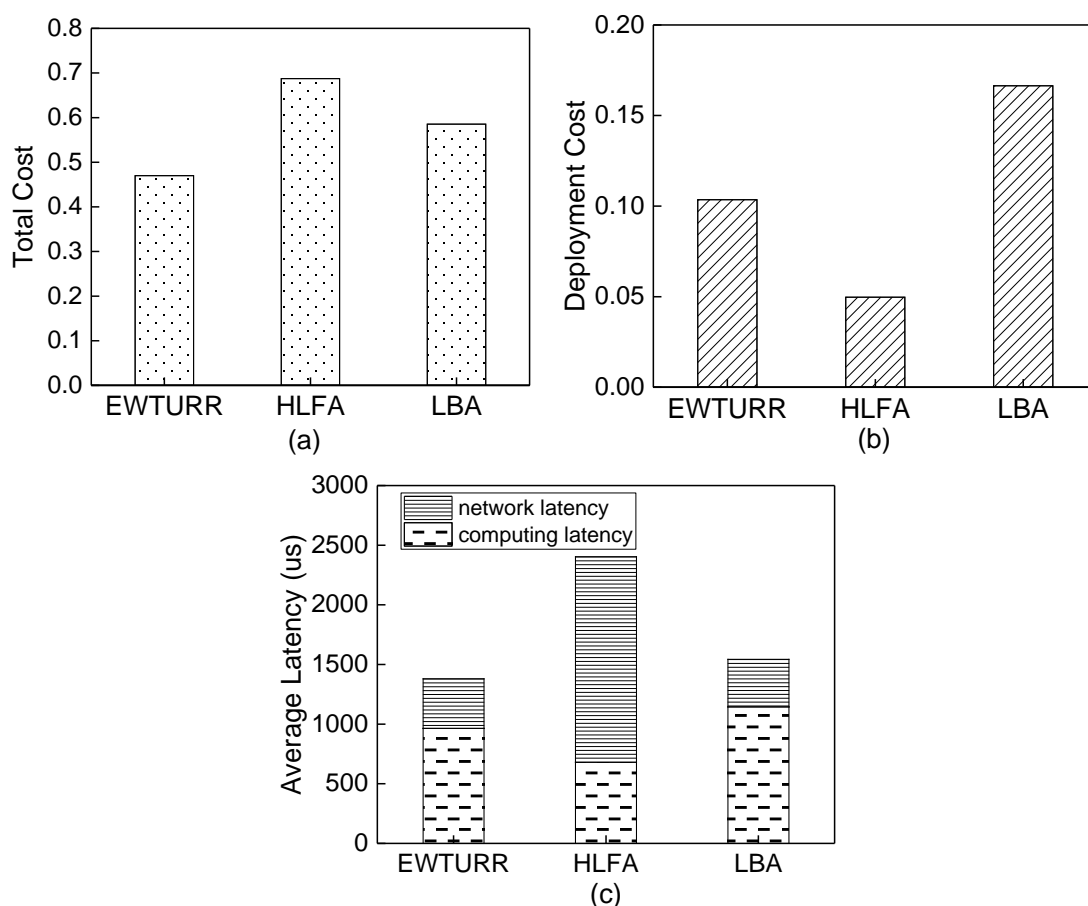 0.8
0.7
0.6
0.5
0.4
0.3
0.2
0.1
0.0
Total Cost
EWTURR HLFA LBA
(a)
0.20
0.15
0.10
0.05
0.00
Deployment Cost
EWTURR HLFA LBA
(b)
3000
2500
2000
1500
1000
500
0
Average Latency (us)
network latency
computing latency
EWTURR HLFA LBA
(c)